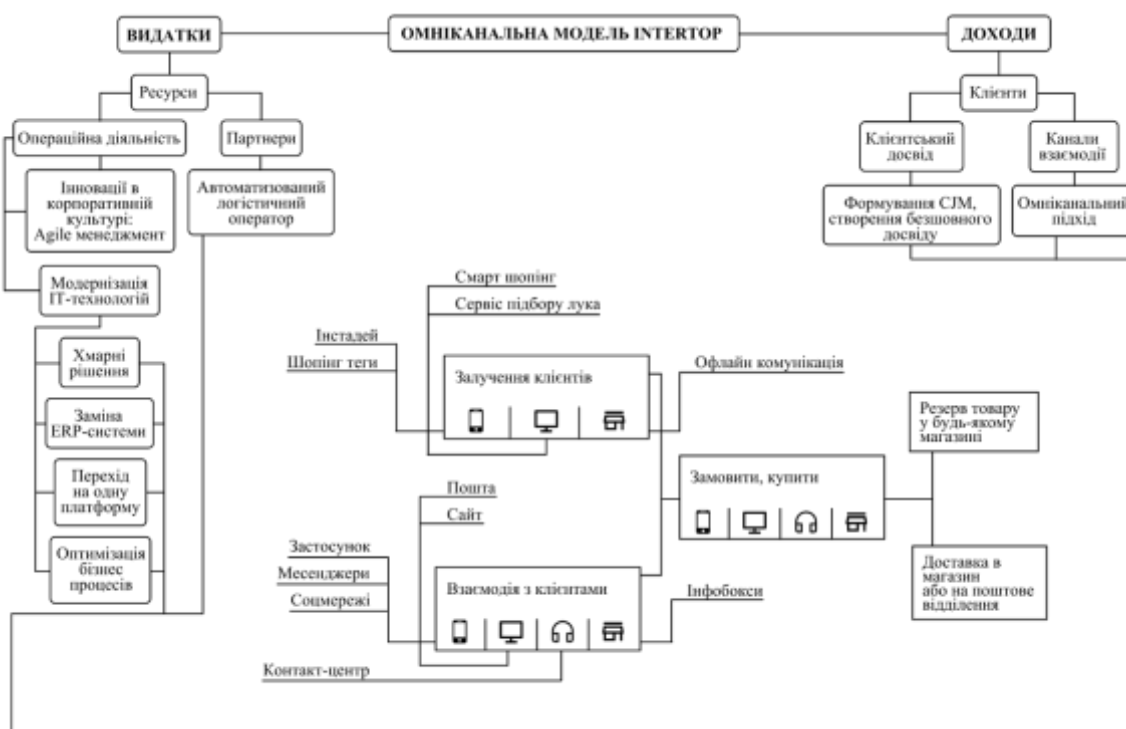 ВИДАТКИ
ОМНІКАНАЛЬНА МОДЕЛЬ INTERTOP
ДОХОДИ
Ресурси
Клієнти
Операційна діяльність
Партнери
Клієнтський
досвід
Канали
взаємодії
Інновації в
корпоративній
культурі:
Agile менеджмент
Автоматизований
логістичний
оператор
Формування CJM,
створення безшовного
досвіду
Омніканальний
підхід
Модернізація
ІТ-технологій
Смарт шопінг
Сервіс підбору лука
Інстадей
Шопінг теги
Хмарні
рішення
Залучення клієнтів
Офлайн комунікація
Заміна
ERP-системи
Резерв товару
у будь-якому
магазині
Перехід
на одну
платформу
Замовити, купити
Пошта
Сайт
Оптимізація
бізнес
процесів
Застосунок
Месенджери
Соцмережі
Взаємодія з клієнтами
Інфобокси
Доставка в
магазин
або на поштове
відділення
Контакт-центр